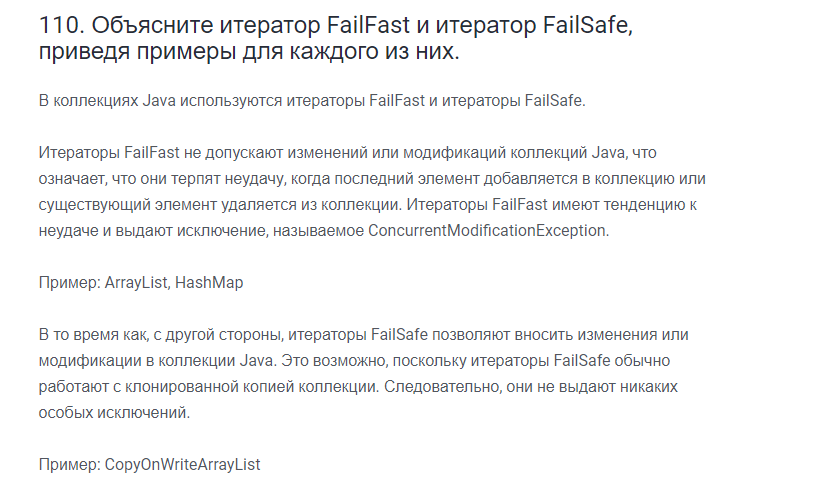 110. Объясните итератор FailFast и итератор FailSafe,
приведя примеры для каждого из них.
В коллекциях Java используются итераторы FailFast и итераторы FailSafe.
Итераторы FailFast не допускают изменений или модификаций коллекций Java, что
означает, что они терпят неудачу, когда последний элемент добавляется в коллекцию или
существующий элемент удаляется из коллекции. Итераторы FailFast имеют тенденцию к
неудаче и выдают исключение, называемое ConcurrentModificationException.
Пример: ArrayList, HashMap
В то время как, с другой стороны, итераторы FailSafe позволяют вносить изменения или
модификации в коллекции Java. Это возможно, поскольку итераторы FailSafe обычно
работают с клонированной копией коллекции. Следовательно, они не выдают никаких
особых исключений.
Пример: CopyOnWriteArrayList